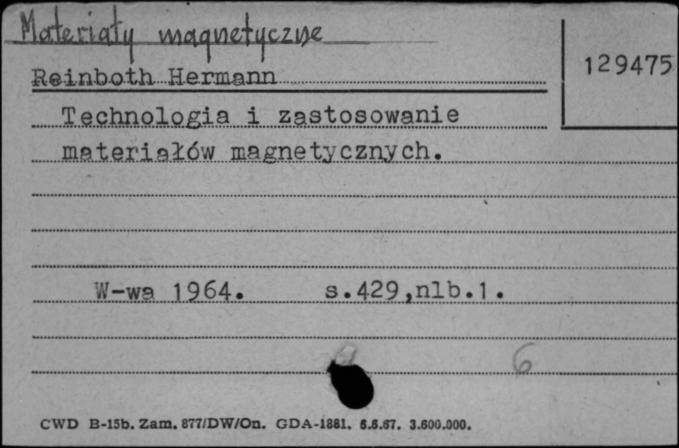 Materiały magnetyczne
129475
Reinboth Hermann
Technologia i zastosowanie
materiałów magnetycznych.
W-wa 1964. s.429,nlb.1.
6
CWD B-15b. Zam. 877/DW/On. GDA-1881. 6.6.67. 3.600.000.